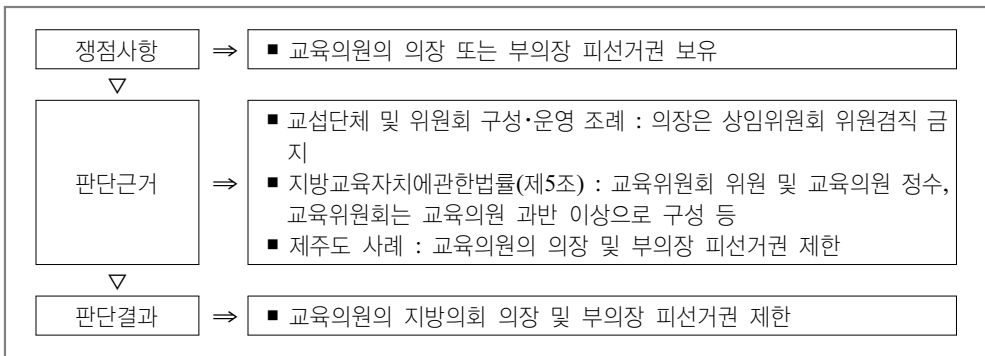 쟁점사항 ⇒ ■ 교육의원의 의장 또는 부의장 피선거권 보유
▽
판단근거 ⇒ ■ 교섭단체 및 위원회 구성·운영 조례 : 의장은 상임위원회 위원겸직 금
지
■ 지방교육자치에관한법률(제5조) : 교육위원회 위원 및 교육의원 정수,
교육위원회는 교육의원 과반 이상으로 구성 등
■ 제주도 사례 : 교육의원의 의장 및 부의장 피선거권 제한
▽
판단결과 ⇒ ■ 교육의원의 지방의회 의장 및 부의장 피선거권 제한